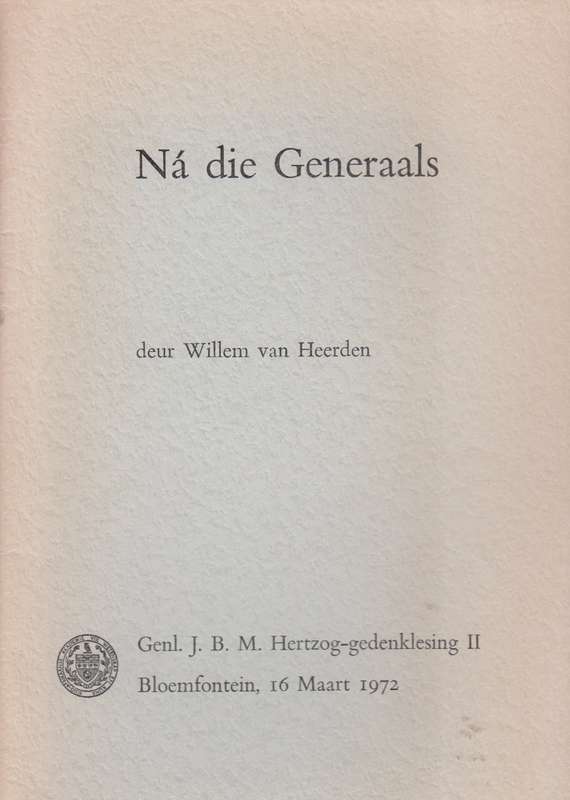 Ná die Generaals
deur Willem van Heerden
Genl. J. B. M. Hertzog-gedenklesing II
Bloemfontein, 16 Maart 1972